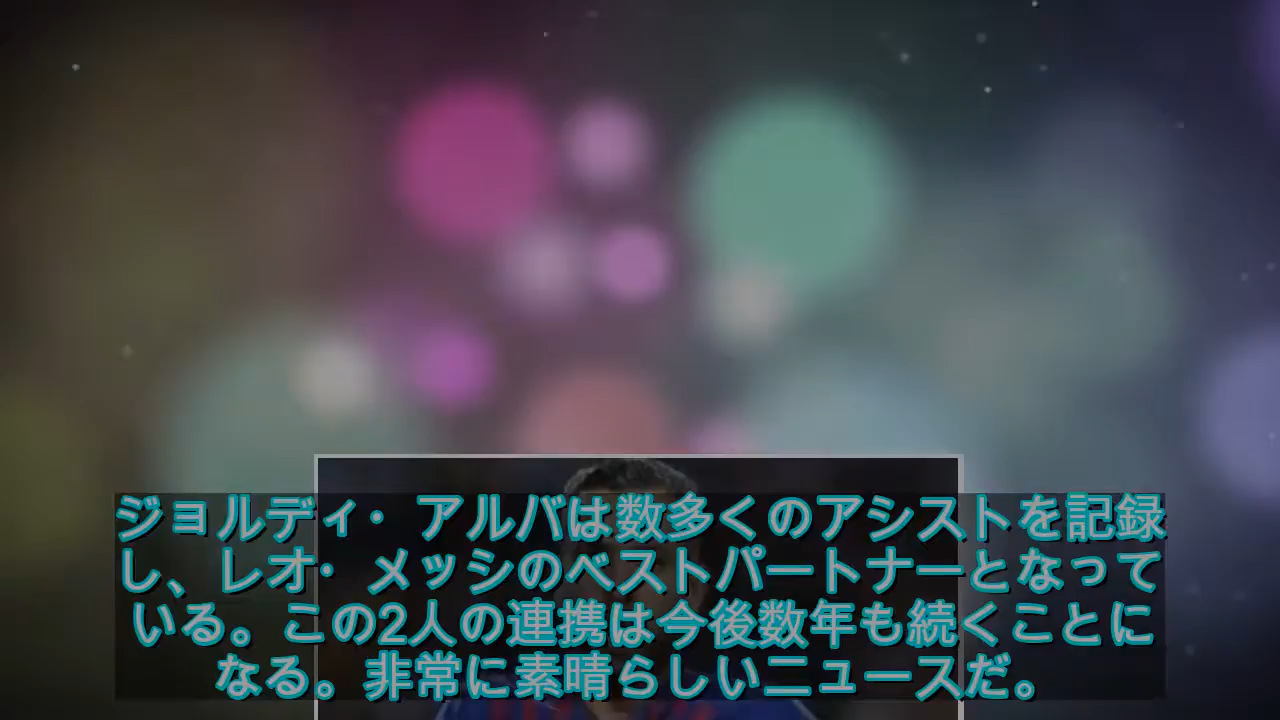 ジョルディ・アルバは数多くのアシストを記録
し、レオ・メッシのベストパートナーとなって
いる。この2人の連携は今後数年も続くことに
なる。非常に素晴らしいニュースだ。